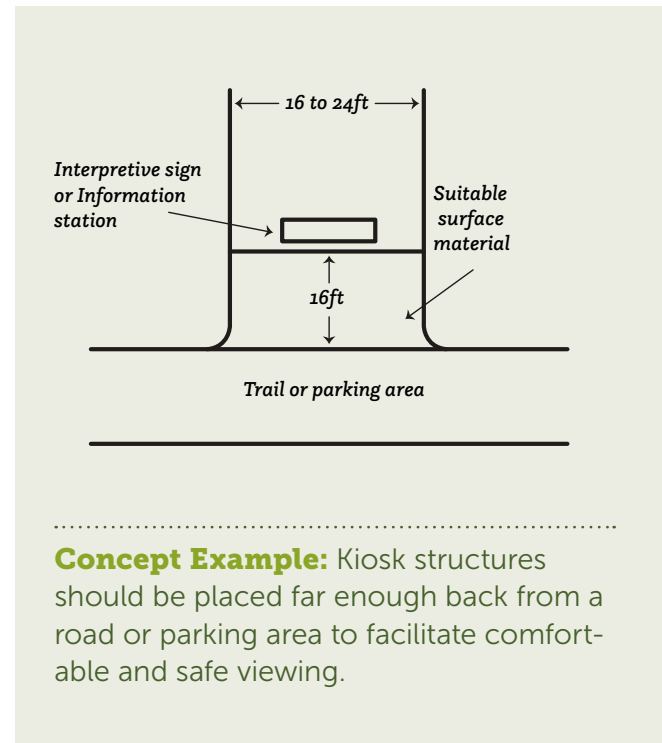 16 to 24ft
Interpretive sign
or Information
station
Suitable
surface
material
16ft
Trail or parking area
Concept Example: Kiosk structures
should be placed far enough back from a
road or parking area to facilitate comfort-
able and safe viewing.